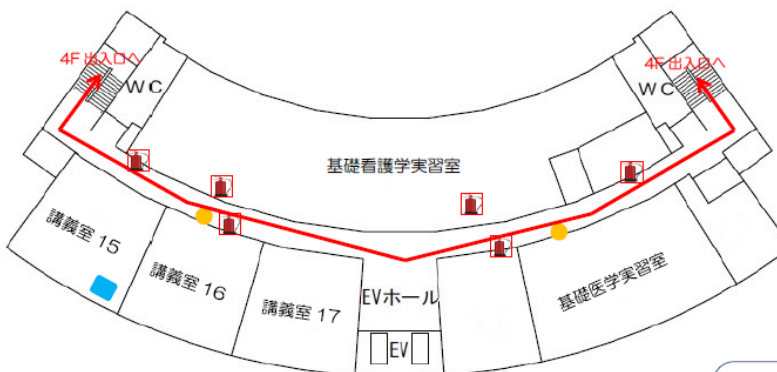 4F 出入口へ
4F 出入口へ
WC
WC
基礎看護学実習室
講義室 15
講義室 16
講義室 17
EVホール
EV
基礎医学実習室